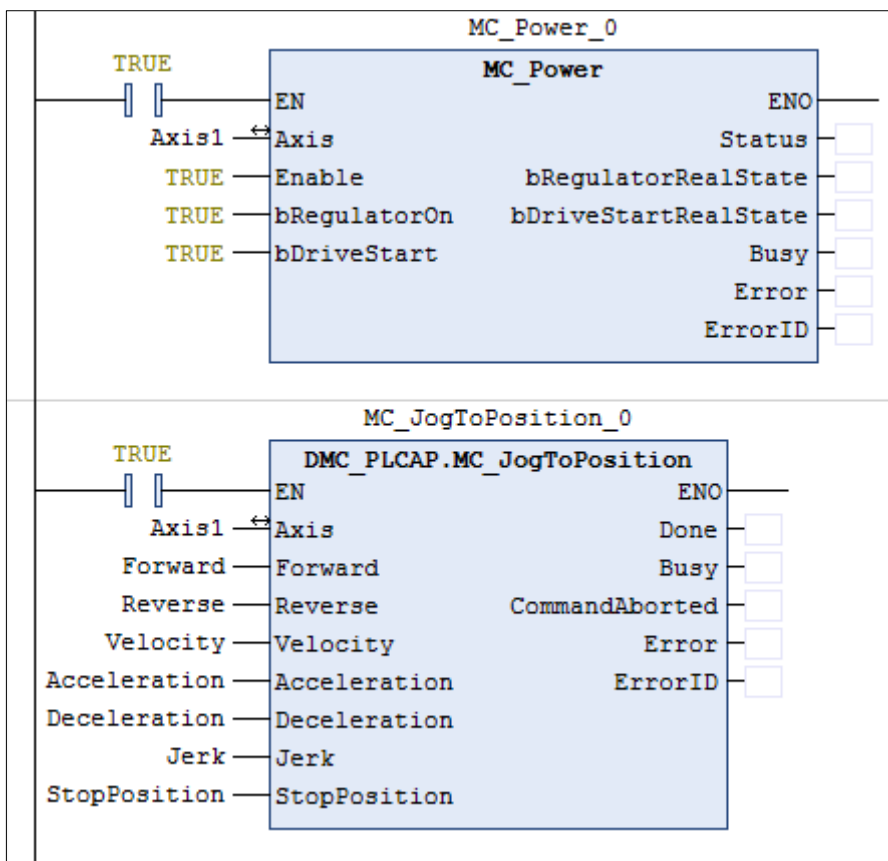 MC_Power_0
TRUE
MC_Power
EN ENO
Axis1 Axis Status
TRUE Enable bRegulatorRealState
TRUE bRegulatorOn bDriveStartRealState
TRUE bDriveStart Busy
Error
ErrorID
MC_JogToPosition_0
TRUE
DMC_PLCAP.MC_JogToPosition
EN ENO
Axis1 Axis Done
Forward Forward Busy
Reverse Reverse CommandAborted
Velocity Velocity Error
Acceleration Acceleration ErrorID
Deceleration Deceleration
Jerk Jerk
StopPosition StopPosition